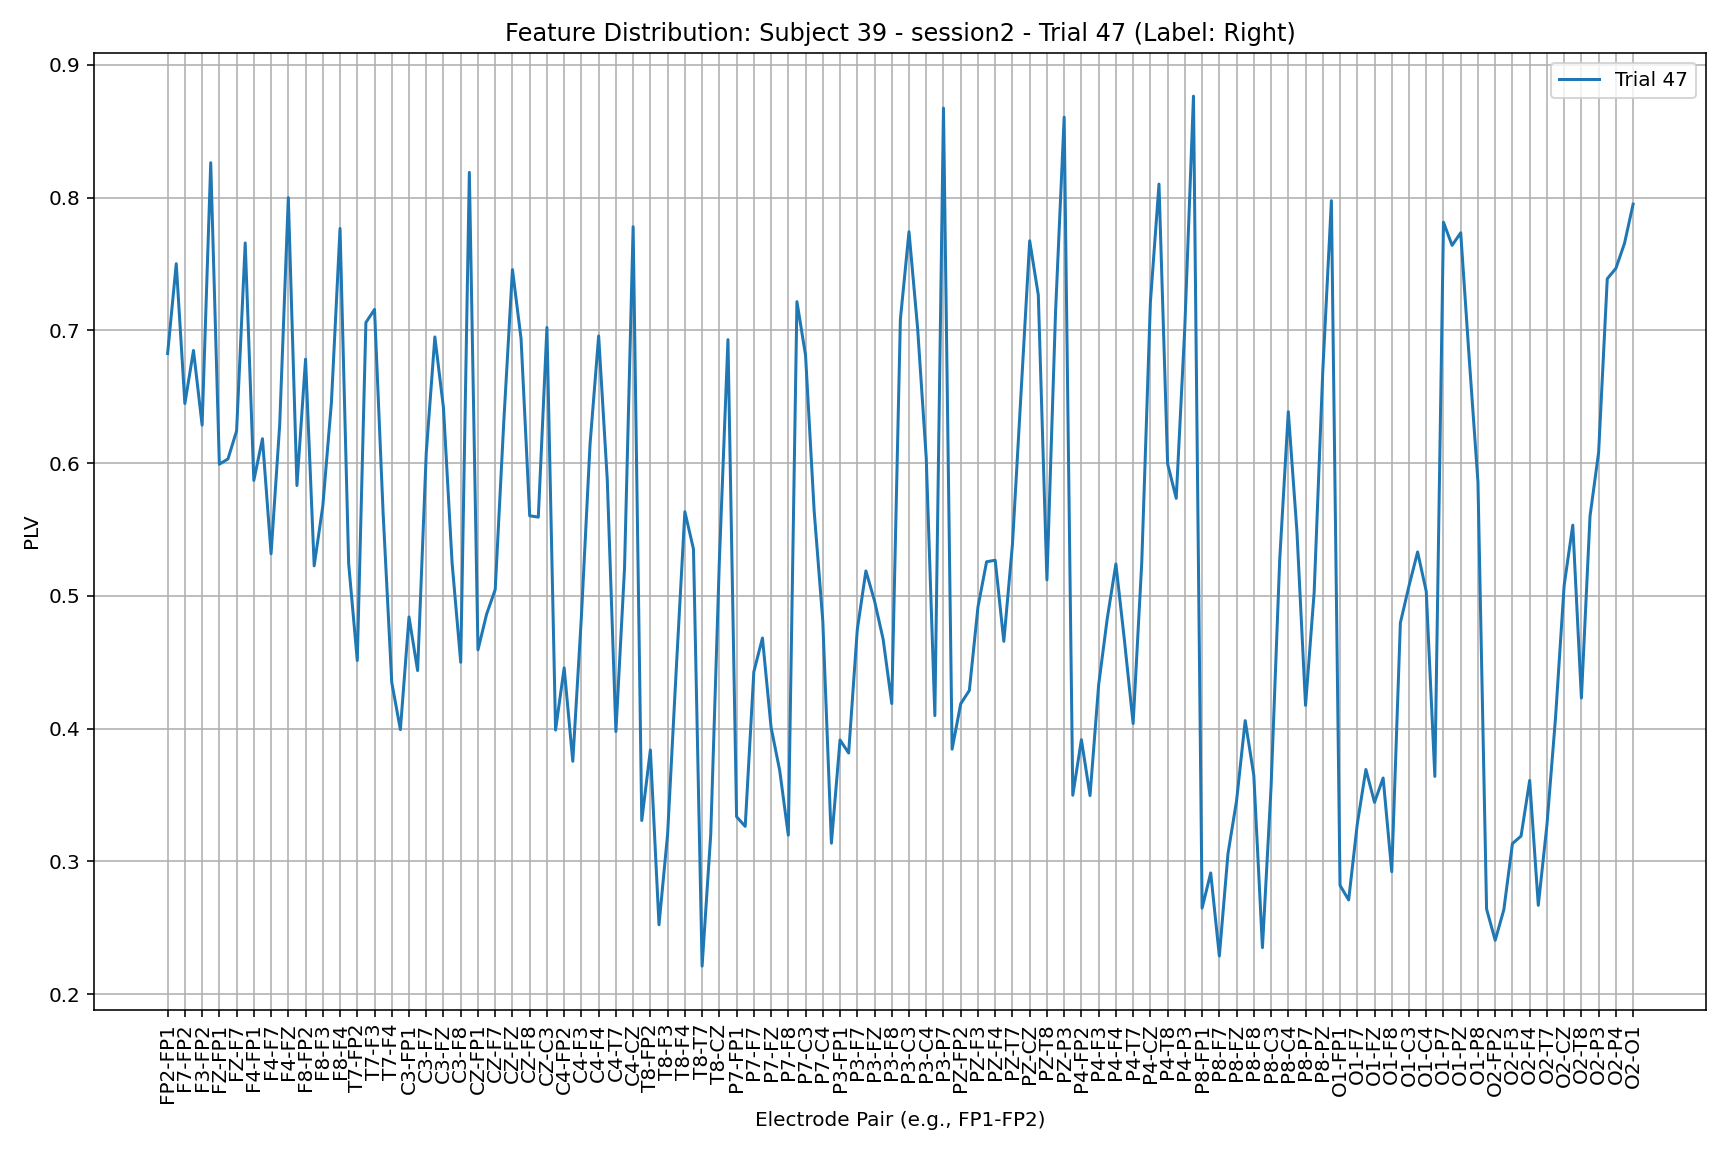 Feature Distribution: Subject 39 - session2 - Trial 47 (Label: Right)
Trial 47
PLV
0.9
0.8
0.7
0.6
0.5
0.4
0.3
0.2
FP2-FP1
F7-FP2
F3-FP2
FZ-FP1
FZ-F7
F4-FP1
F4-F7
F4-FZ
F8-FP2
F8-F3
F8-F4
T7-FP2
T7-F3
T7-F4
C3-FP1
C3-F7
C3-FZ
C3-F8
CZ-FP1
CZ-F7
CZ-FZ
CZ-F8
CZ-C3
C4-FP2
C4-F3
C4-F4
C4-T7
C4-CZ
T8-FP2
T8-F3
T8-F4
T8-T7
T8-CZ
P7-FP1
P7-F7
P7-FZ
P7-F8
P7-C3
P7-C4
P3-FP1
P3-F7
P3-FZ
P3-F8
P3-C3
P3-C4
P3-P7
PZ-FP2
PZ-F3
PZ-F4
PZ-T7
PZ-CZ
PZ-T8
PZ-P3
P4-FP2
P4-F3
P4-F4
P4-T7
P4-CZ
P4-T8
P4-P3
P8-FP1
P8-F7
P8-FZ
P8-F8
P8-C3
P8-C4
P8-P7
P8-PZ
O1-FP1
O1-F7
O1-FZ
O1-F8
O1-C3
O1-C4
O1-P7
O1-PZ
O1-P8
O2-FP2
O2-F3
O2-F4
O2-T7
O2-CZ
O2-T8
O2-P3
O2-P4
O2-O1
Electrode Pair (e.g., FP1-FP2)